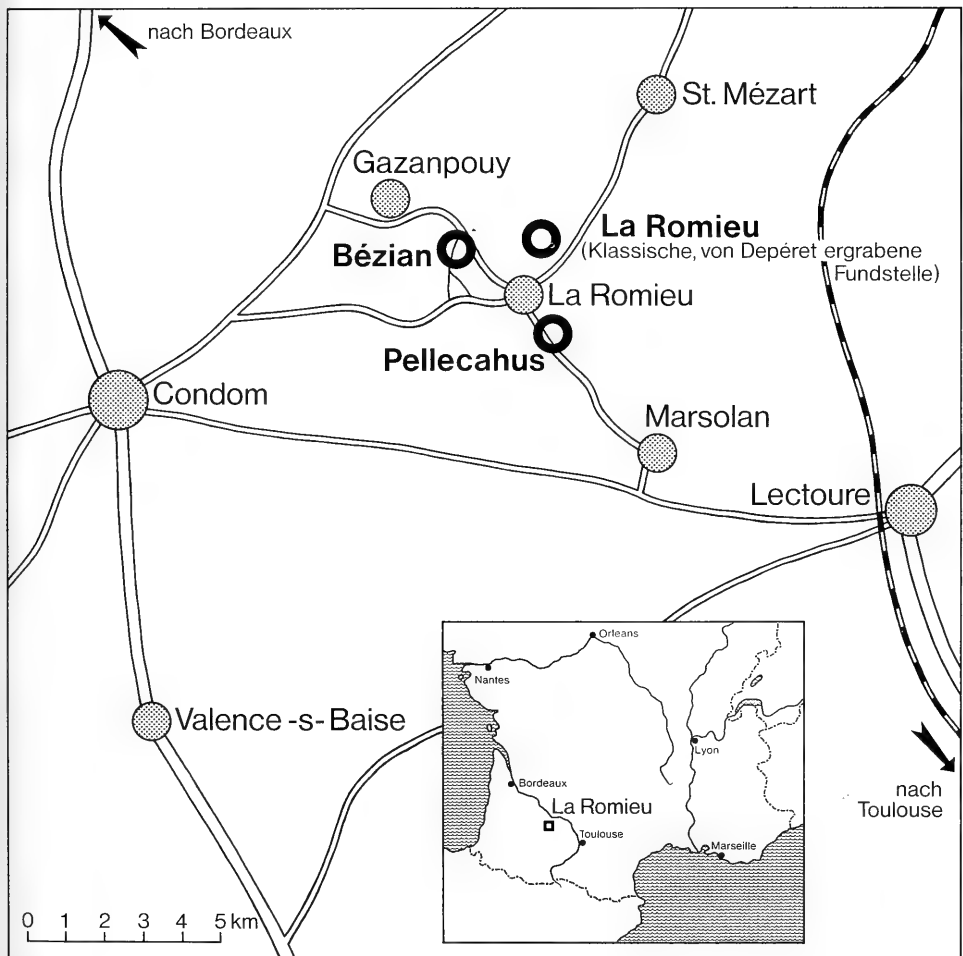 nach Bordeaux
St. Mézart
Gazanpouy
La Romieu
(Klassische, von Depéret ergrabene
Fundstelle)
Bézian
La Romieu
Pellecahus
Condom
Marsolan
Lectoure
Valence-s-Baise
nach
Toulouse
0 1 2 3 4 5 km
Orleans
Nantes
Lyon
Bordeaux
La Romieu
Toulouse
Marseille